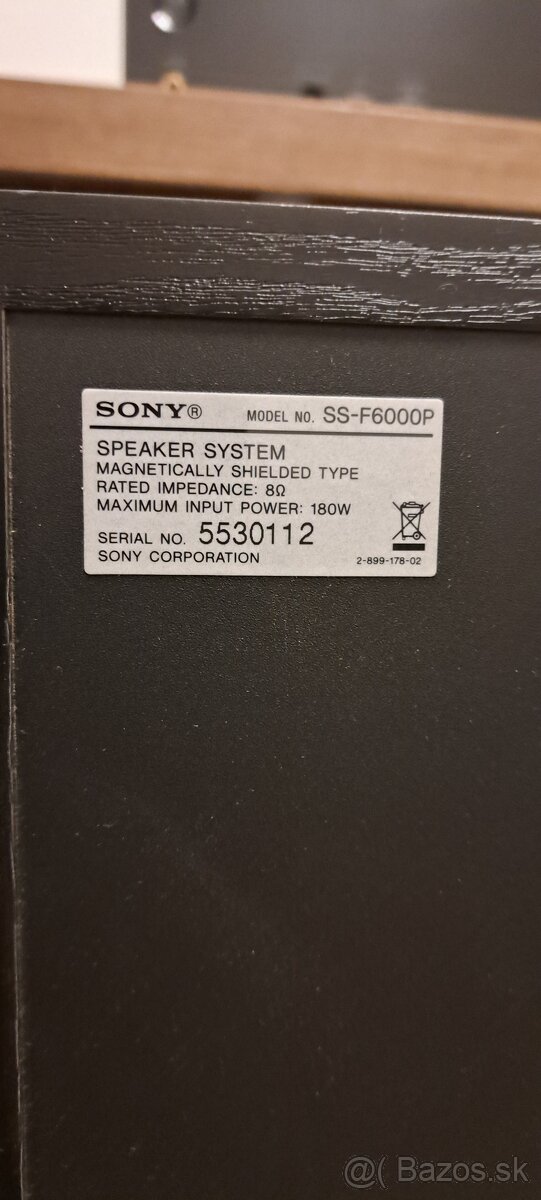 SONY® MODEL NO. SS-F6000P
SPEAKER SYSTEM
MAGNETICALLY SHIELDED TYPE
RATED IMPEDANCE: 8Ω
MAXIMUM INPUT POWER: 180W
SERIAL NO. 5530112
SONY CORPORATION 2-899-178-02
@( Bazos.sk